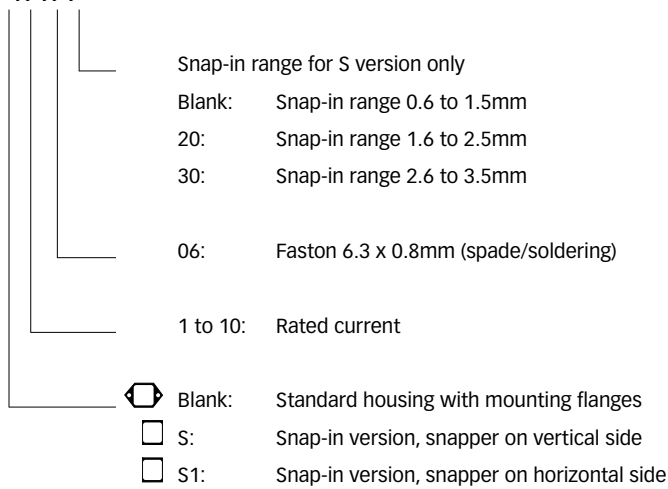 Snap-in range for S version only
Blank: Snap-in range 0.6 to 1.5mm
20: Snap-in range 1.6 to 2.5mm
30: Snap-in range 2.6 to 3.5mm
06: Faston 6.3 x 0.8mm (spade/soldering)
1 to 10: Rated current
Blank: Standard housing with mounting flanges
S: Snap-in version, snapper on vertical side
S1: Snap-in version, snapper on horizontal side